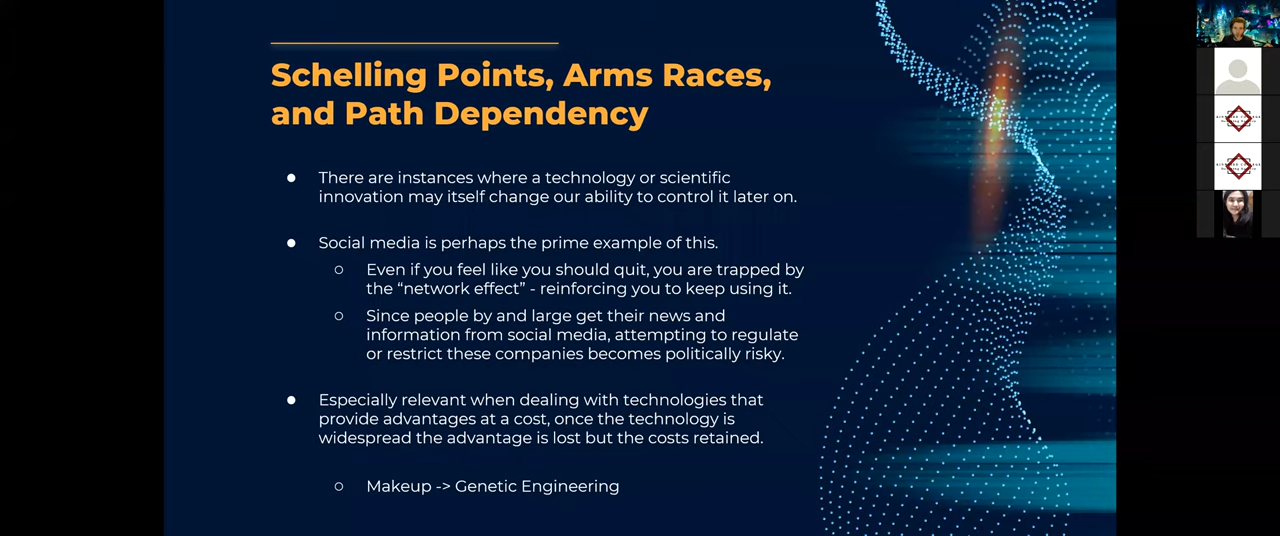 Schelling Points, Arms Races,
and Path Dependency
● There are instances where a technology or scientific
innovation may itself change our ability to control it later on.
● Social media is perhaps the prime example of this.
○ Even if you feel like you should quit, you are trapped by
the “network effect” - reinforcing you to keep using it.
○ Since people by and large get their news and
information from social media, attempting to regulate
or restrict these companies becomes politically risky.
● Especially relevant when dealing with technologies that
provide advantages at a cost, once the technology is
widespread the advantage is lost but the costs retained.
○ Makeup -> Genetic Engineering